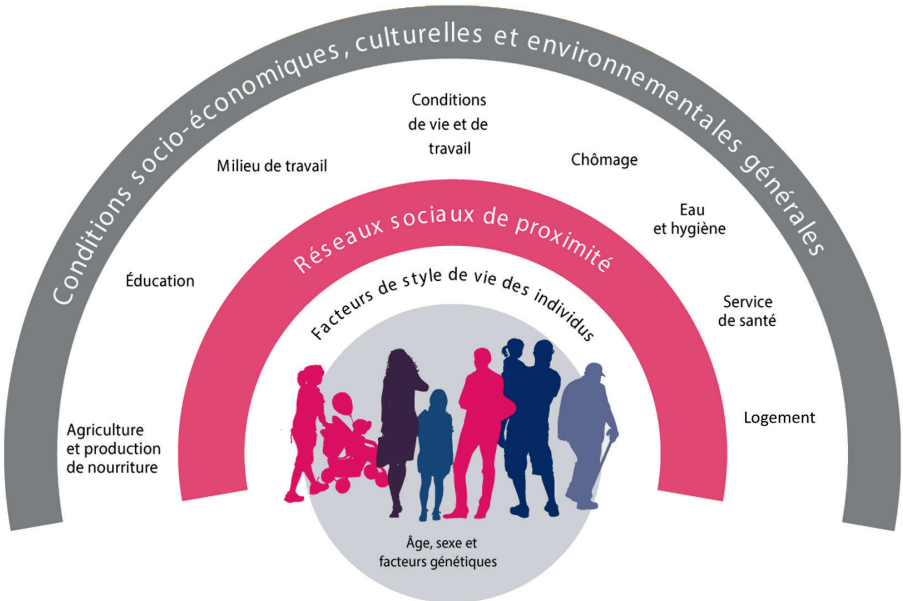 Conditions socio-économiques, culturelles et environnementales générales
Conditions
de vie et de
travail
Milieu de travail
Chômage
Eau
et hygiène
Éducation
Service
de santé
Agriculture
et production
de nourriture
Logement
Réseaux sociaux de proximité
Facteurs de style de vie des individus
Âge, sexe et
facteurs génétiques